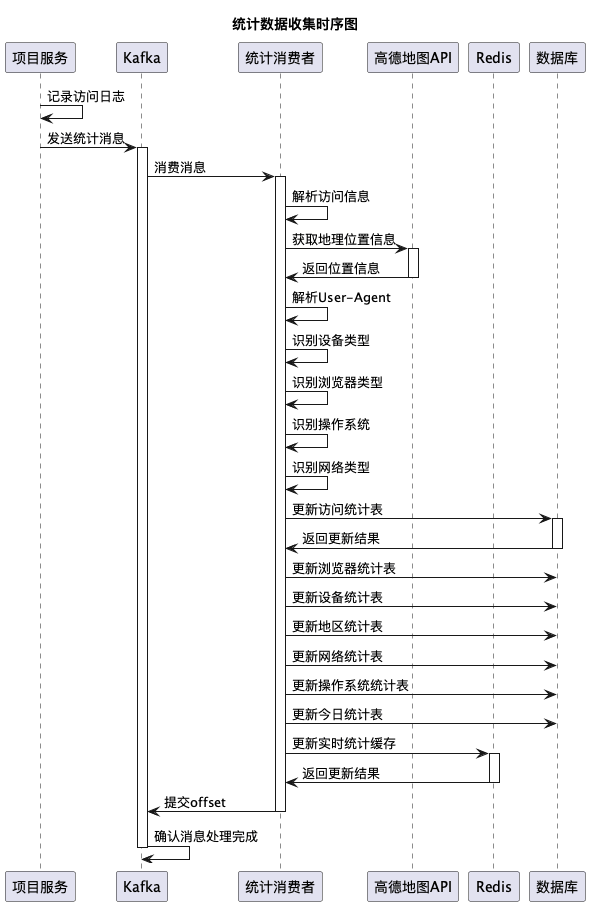 统计数据收集时序图
项目服务 Kafka 统计消费者 高德地图API Redis 数据库
记录访问日志
发送统计消息
消费消息
解析访问信息
获取地理位置信息
返回位置信息
解析User-Agent
识别设备类型
识别浏览器类型
识别操作系统
识别网络类型
更新访问统计表
返回更新结果
更新浏览器统计表
更新设备统计表
更新地区统计表
更新网络统计表
更新操作系统统计表
更新今日统计表
更新实时统计缓存
返回更新结果
提交offset
确认消息处理完成
项目服务 Kafka 统计消费者 高德地图API Redis 数据库